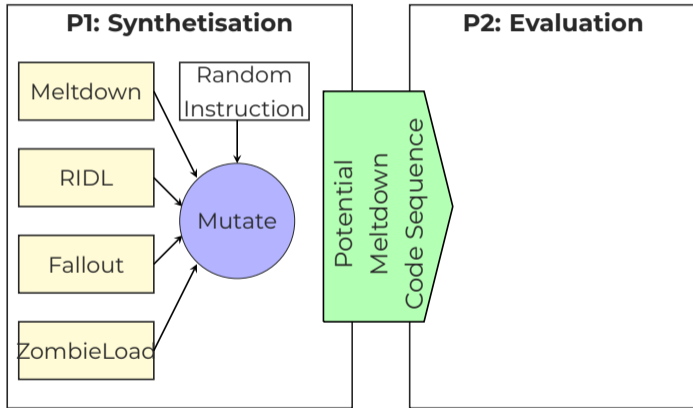 P1: Synthetisation
P2: Evaluation
Meltdown
RIDL
Fallout
ZombieLoad
Random
Instruction
Mutate
Potential
Meltdown
Code Sequence